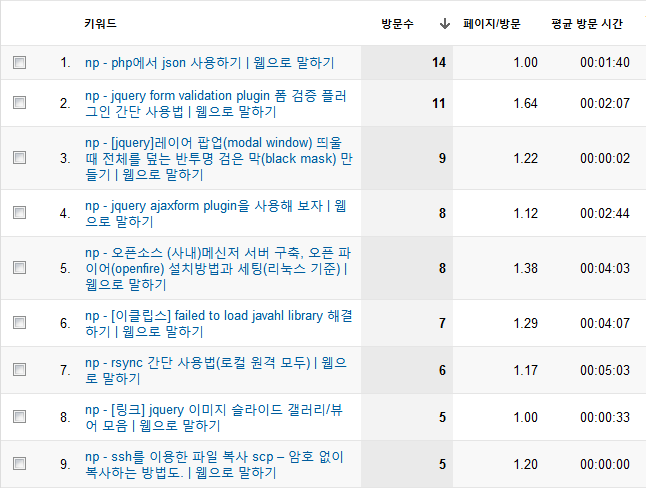 키워드 방문수 페이지/방문 평균 방문 시간
1. np - php에서 json 사용하기 | 웹으로 말하기 14 1.00 00:01:40
2. np - jquery form validation plugin 폼 검증 플러
그인 간단 사용법 | 웹으로 말하기 11 1.64 00:02:07
3. np - [jquery]레이어 팝업(modal window) 띄울
때 전체를 덮는 반투명 검은 막(black mask) 만
들기 | 웹으로 말하기 9 1.22 00:00:02
4. np - jquery ajaxform plugin을 사용해 보자 | 웹
으로 말하기 8 1.12 00:02:44
5. np - 오픈소스 (사내)메신저 서버 구축, 오픈 파
이어(openfire) 설치방법과 세팅(리눅스 기준) |
웹으로 말하기 8 1.38 00:04:03
6. np - [이클립스] failed to load javahl library 해결
하기 | 웹으로 말하기 7 1.29 00:04:07
7. np - rsync 간단 사용법(로컬 원격 모두) | 웹으
로 말하기 6 1.17 00:05:03
8. np - [링크] jquery 이미지 슬라이드 갤러리/뷰
어 모음 | 웹으로 말하기 5 1.00 00:00:33
9. np - ssh를 이용한 파일 복사 scp – 암호 없이
복사하는 방법도. | 웹으로 말하기 5 1.20 00:00:00